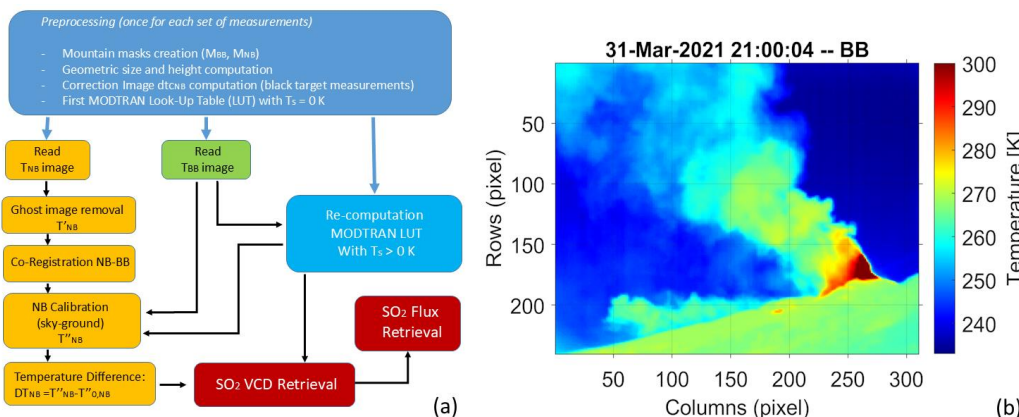 Preprocessing (once for each set of measurements)
- Mountain masks creation (MBB, MNB)
- Geometric size and height computation
- Correction Image dtcNB computation (black target measurements)
- First MODTRAN Look-Up Table (LUT) with Ts = 0 K
Read
TNB image
Read
TBB image
Ghost image removal
T'NB
Re-computation
MODTRAN LUT
With Ts > 0 K
Co-Registration NB-BB
NB Calibration
(sky-ground)
T''NB
SO2 Flux
Retrieval
Temperature Difference:
DTNB =T''NB-T''0,NB
SO2 VCD Retrieval
(a)
31-Mar-2021 21:00:04 -- BB
50
100
150
200
Rows (pixel)
50
100
150
200
250
300
Columns (pixel)
300
290
280
270
260
250
240
Temperature [K]
(b)